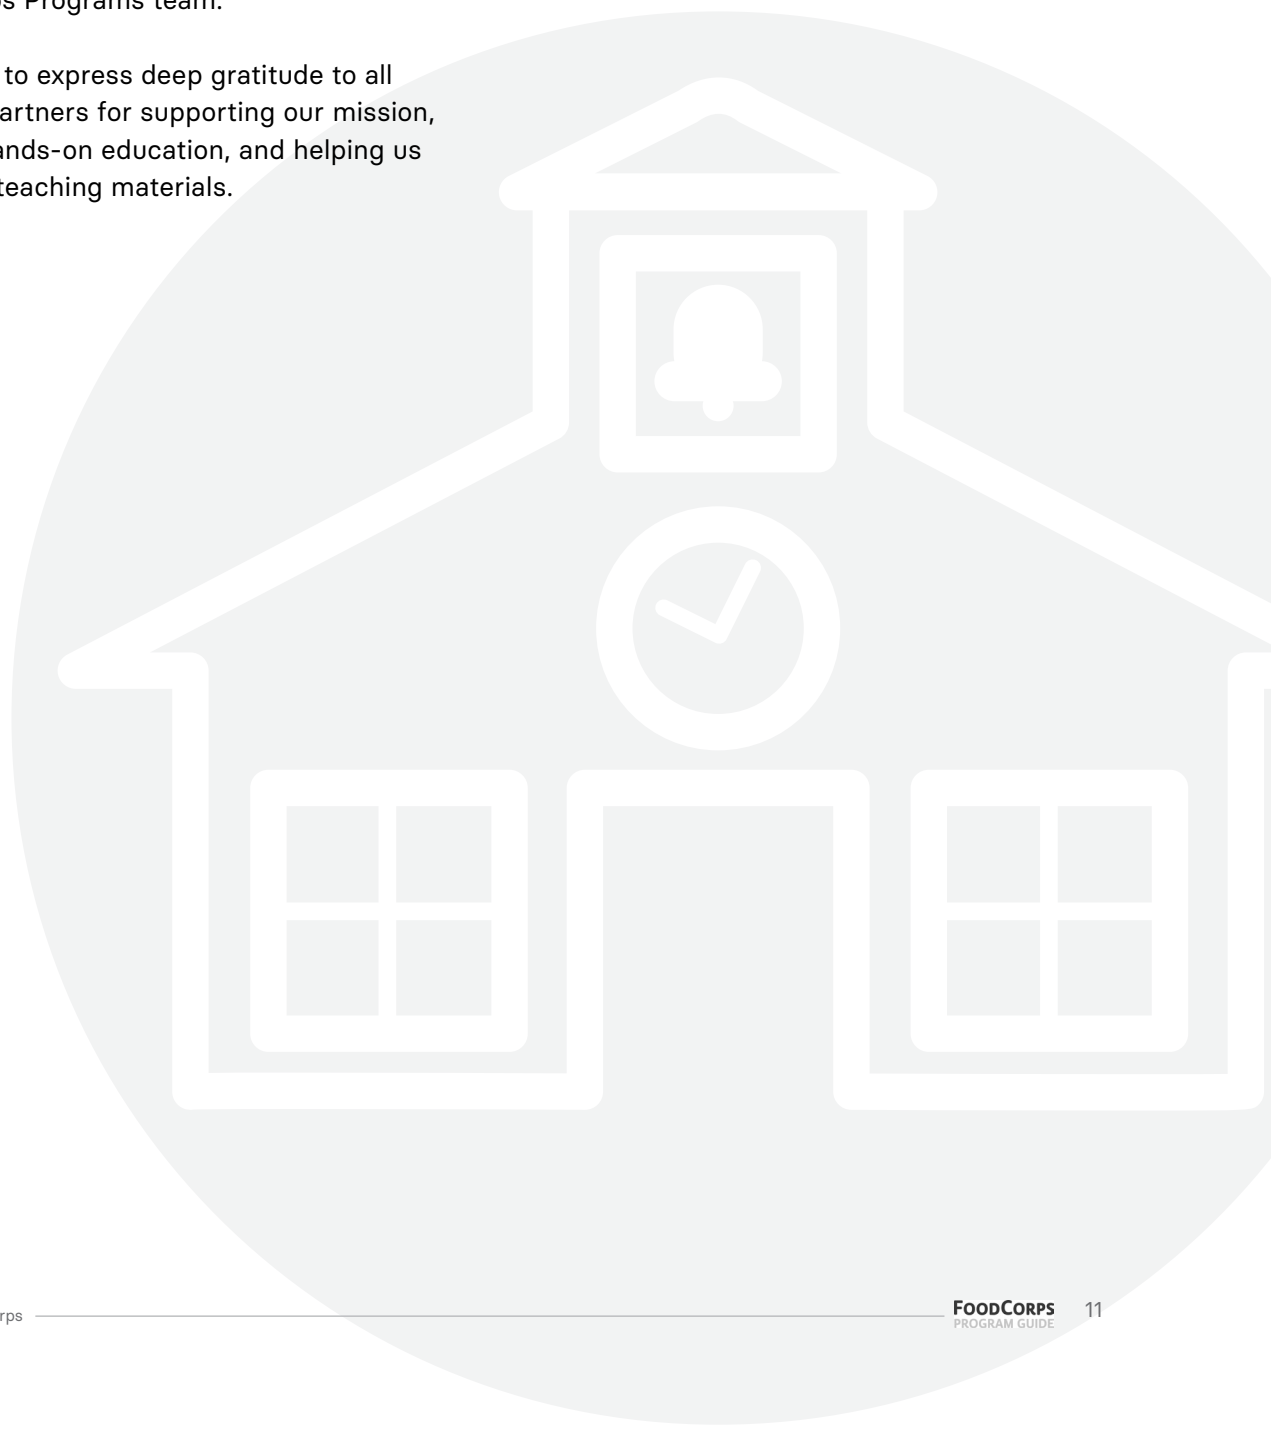 Programs team.
to express deep gratitude to all
artners for supporting our mission,
ands-on education, and helping us
teaching materials.
rps
FOODCORPS
PROGRAM GUIDE
11